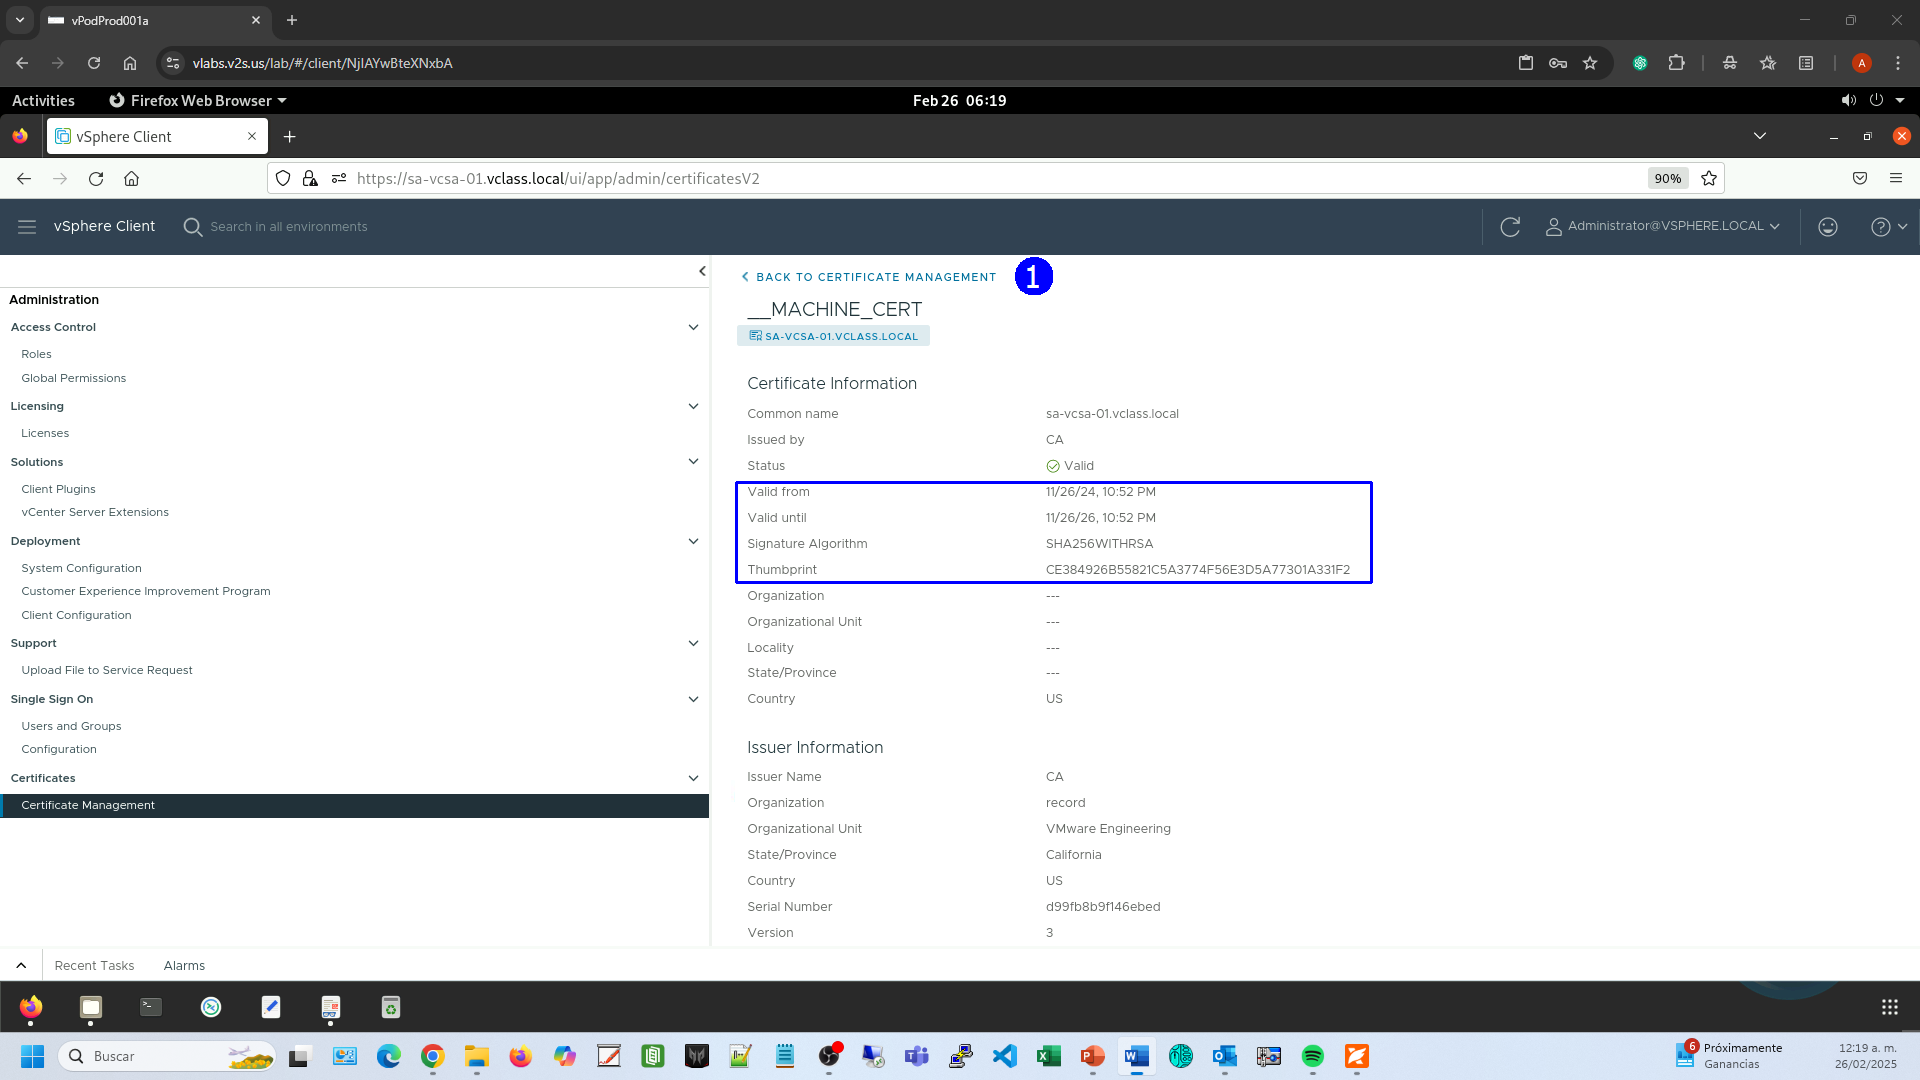 vPodProd001a
vlabs.v2s.us/lab/#/client/NjIAYwBteXNxbA
A
Activities
Firefox Web Browser
Feb 26 06:19
vSphere Client
https://sa-vcsa-01.vclass.local/ui/app/admin/certificatesV2
90%
vSphere Client
Search in all environments
Administrator@VSPHERE.LOCAL
Administration
Access Control
Roles
Global Permissions
Licensing
Licenses
Solutions
Client Plugins
vCenter Server Extensions
Deployment
System Configuration
Customer Experience Improvement Program
Client Configuration
Support
Upload File to Service Request
Single Sign On
Users and Groups
Configuration
Certificates
Certificate Management
BACK TO CERTIFICATE MANAGEMENT
1
__MACHINE_CERT
SA-VCSA-01.VCLASS.LOCAL
Certificate Information
Common name sa-vcsa-01.vclass.local
Issued by CA
Status Valid
Valid from 11/26/24, 10:52 PM
Valid until 11/26/26, 10:52 PM
Signature Algorithm SHA256WITHRSA
Thumbprint CE384926B55821C5A3774F56E3D5A77301A331F2
Organization ---
Organizational Unit ---
Locality ---
State/Province ---
Country US
Issuer Information
Issuer Name CA
Organization record
Organizational Unit VMware Engineering
State/Province California
Country US
Serial Number d99fb8b9f146ebed
Version 3
Recent Tasks Alarms
Buscar
6
Próximamente
Ganancias
12:19 a. m.
26/02/2025